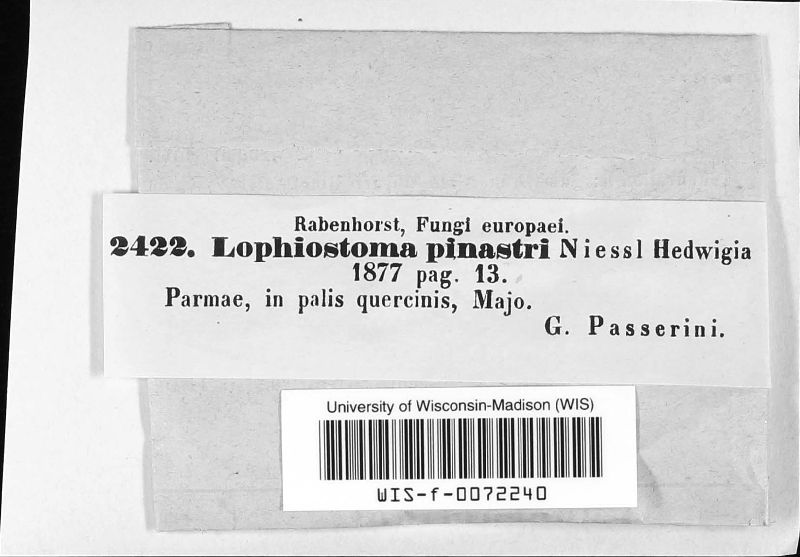 Rabenhorst, Fungi europaei.
2422. Lophiostoma pinastri Niessl Hedwigia
1877 pag. 13.
Parmae, in palis quercinis, Majo.
G. Passerini.
University of Wisconsin-Madison (WIS)
WIS-f-0072240